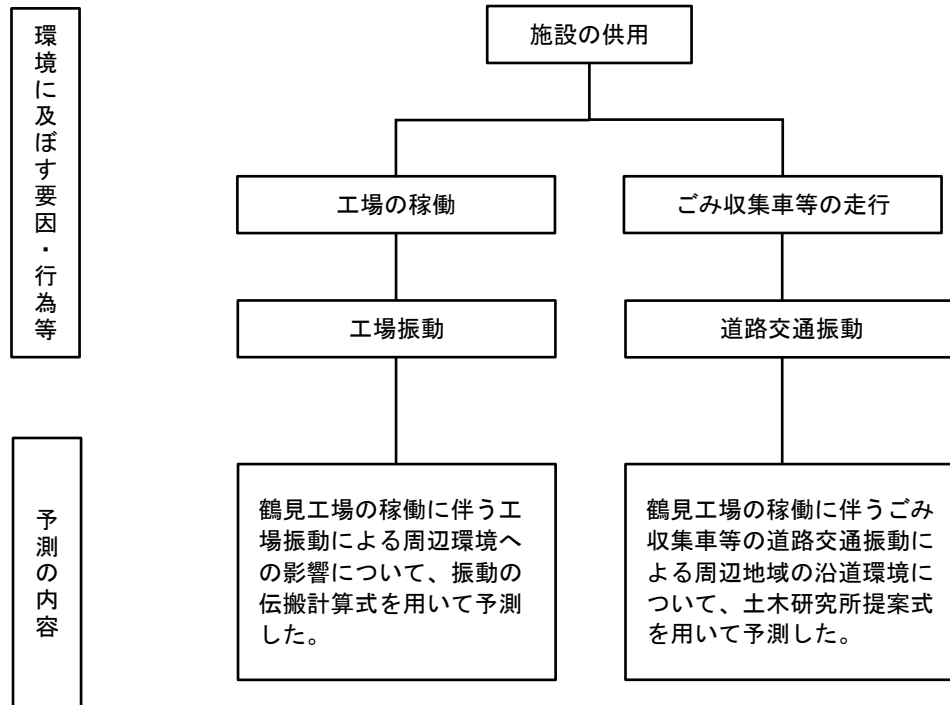 環境に及ぼす要因・行為等
施設の供用
工場の稼働
ごみ収集車等の走行
工場振動
道路交通振動
予測の内容
鶴見工場の稼働に伴う工
場振動による周辺環境へ
の影響について、振動の
伝搬計算式を用いて予測
した。
鶴見工場の稼働に伴うごみ
収集車等の道路交通振動に
よる周辺地域の沿道環境に
ついて、土木研究所提案式
を用いて予測した。